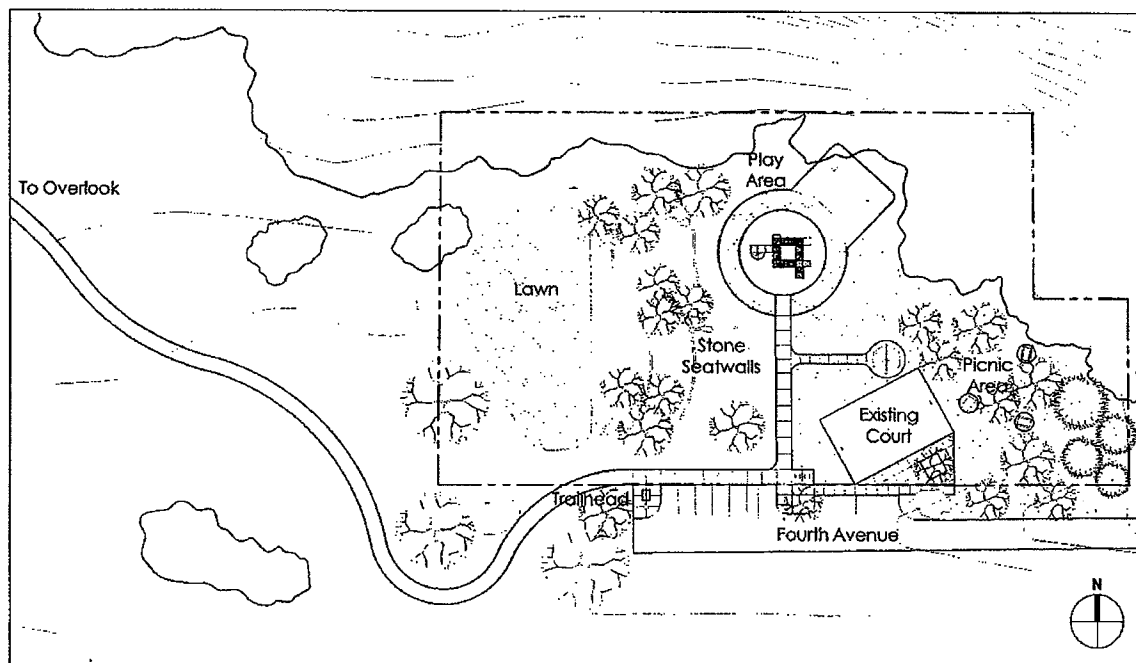 Play
Area
To Overlook
Lawn
Stone
Seatwalls
Picnic
Area
Existing
Court
Trailhead
Fourth Avenue
N